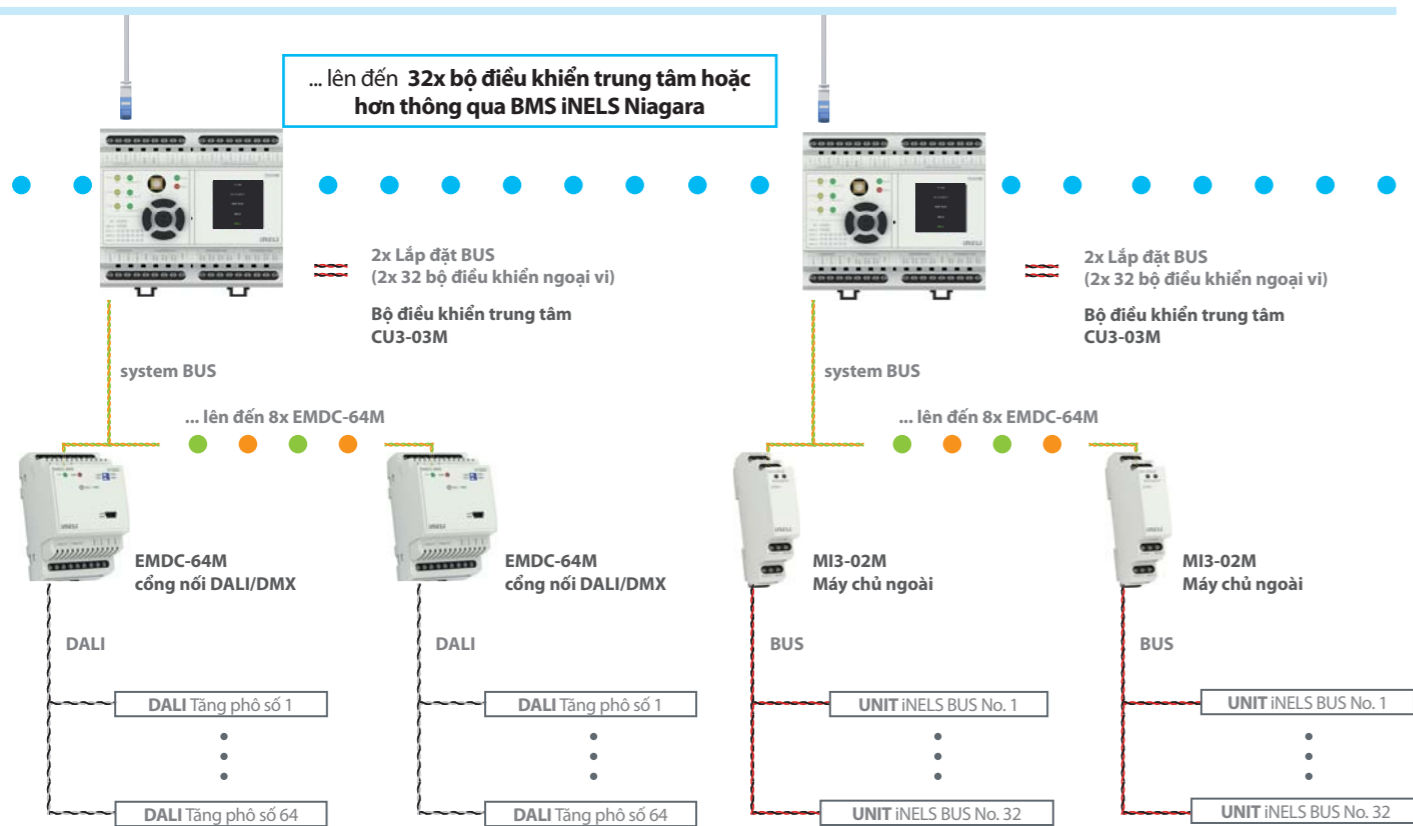 ... lên đến 32x bộ điều khiển trung tâm hoặc
hơn thông qua BMS iNELS Niagara
2x Lắp đặt BUS
(2x 32 bộ điều khiển ngoại vi)
Bộ điều khiển trung tâm
CU3-03M
2x Lắp đặt BUS
(2x 32 bộ điều khiển ngoại vi)
Bộ điều khiển trung tâm
CU3-03M
system BUS
system BUS
... lên đến 8x EMDC-64M
... lên đến 8x EMDC-64M
EMDC-64M
cổng nối DALI/DMX
EMDC-64M
cổng nối DALI/DMX
MI3-02M
Máy chủ ngoài
MI3-02M
Máy chủ ngoài
DALI
DALI
BUS
BUS
DALI Tăng phô số 1
DALI Tăng phô số 1
UNIT iNELS BUS No. 1
UNIT iNELS BUS No. 1
DALI Tăng phô số 64
DALI Tăng phô số 64
UNIT iNELS BUS No. 32
UNIT iNELS BUS No. 32